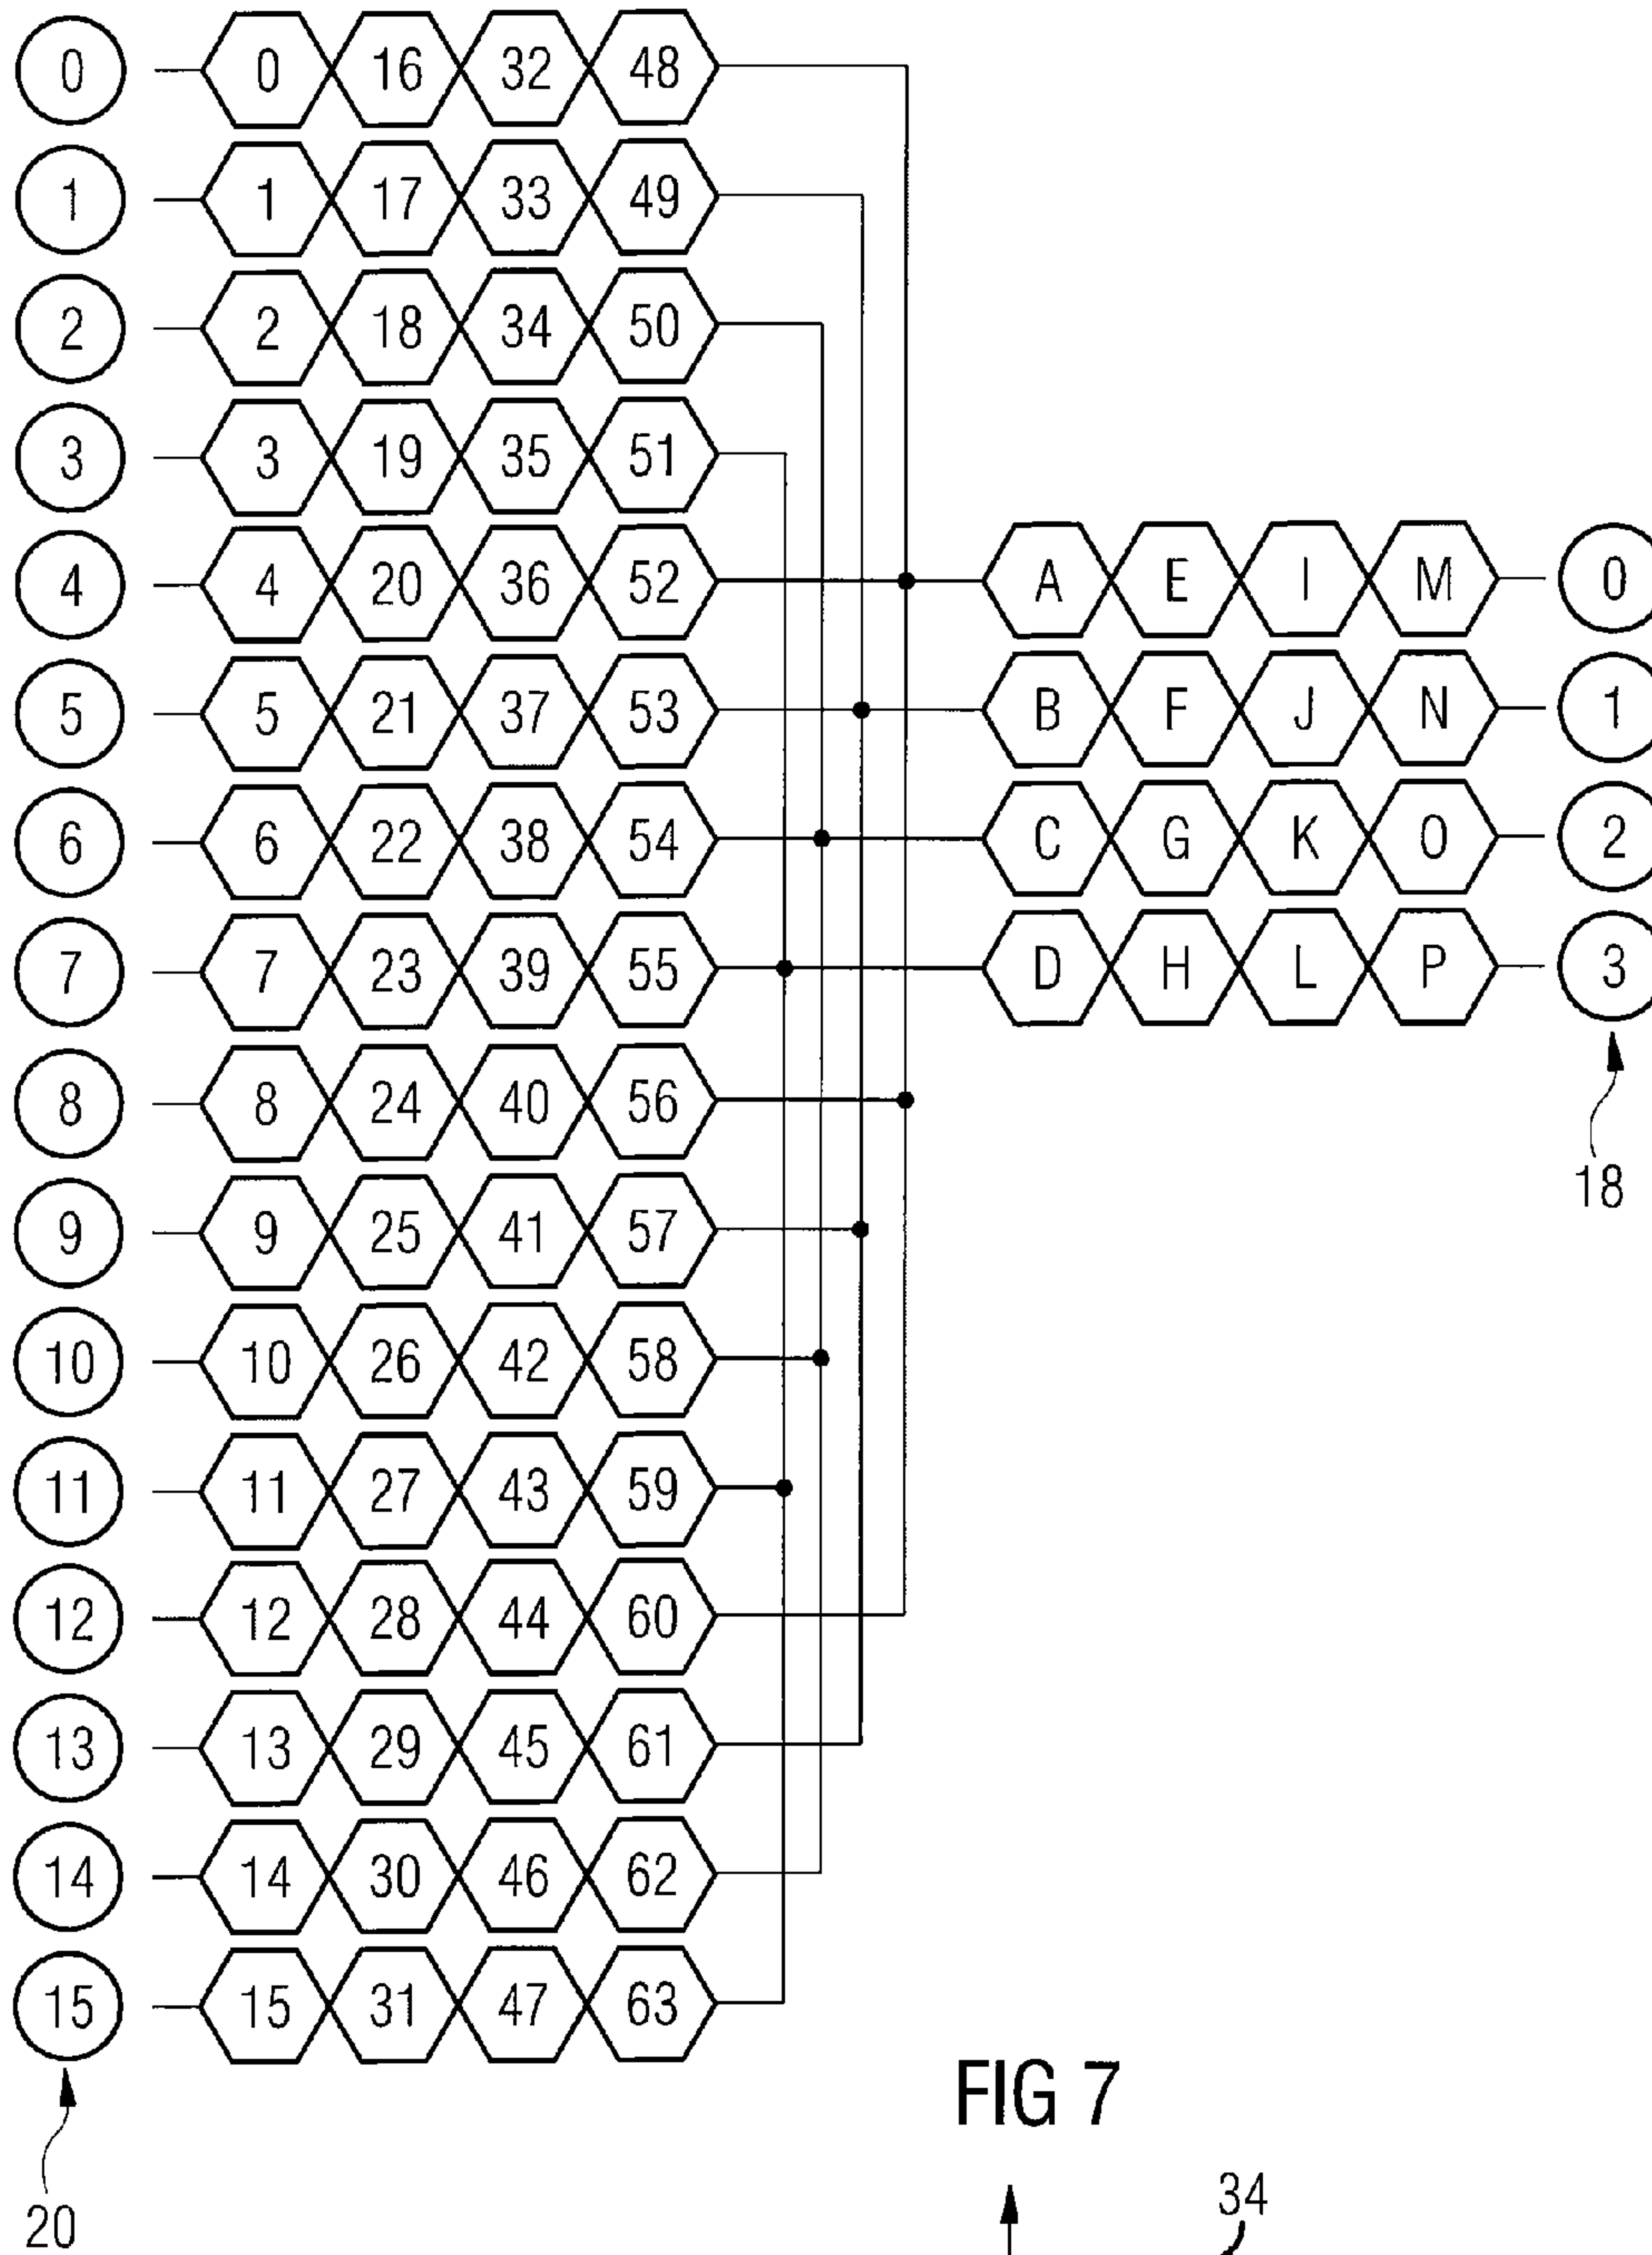 0 0 16 32 48
1 1 17 33 49
2 2 18 34 50
3 3 19 35 51
4 4 20 36 52 A E I M 0
5 5 21 37 53 B F J N 1
6 6 22 38 54 C G K O 2
7 7 23 39 55 D H L P 3
8 8 24 40 56
18
9 9 25 41 57
10 10 26 42 58
11 11 27 43 59
12 12 28 44 60
13 13 29 45 61
14 14 30 46 62
15 15 31 47 63
FIG 7
34
20